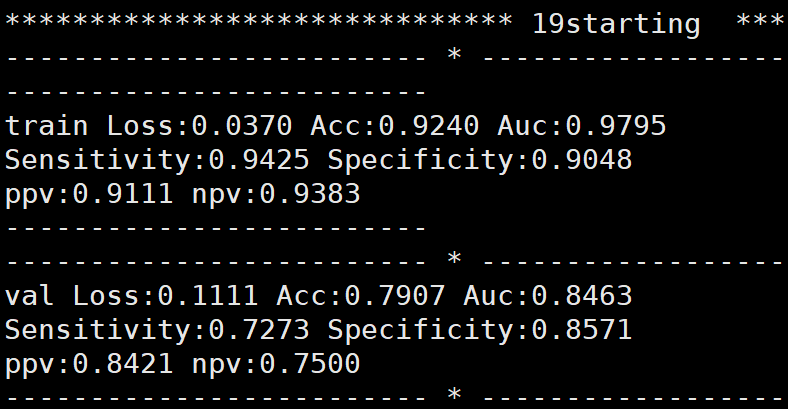 ****************************** 19starting  ***
------------------------- * ------------------
-------------------------
train Loss:0.0370 Acc:0.9240 Auc:0.9795
Sensitivity:0.9425 Specificity:0.9048
ppv:0.9111 npv:0.9383
-------------------------
------------------------- * ------------------
val Loss:0.1111 Acc:0.7907 Auc:0.8463
Sensitivity:0.7273 Specificity:0.8571
ppv:0.8421 npv:0.7500
------------------------- * ------------------